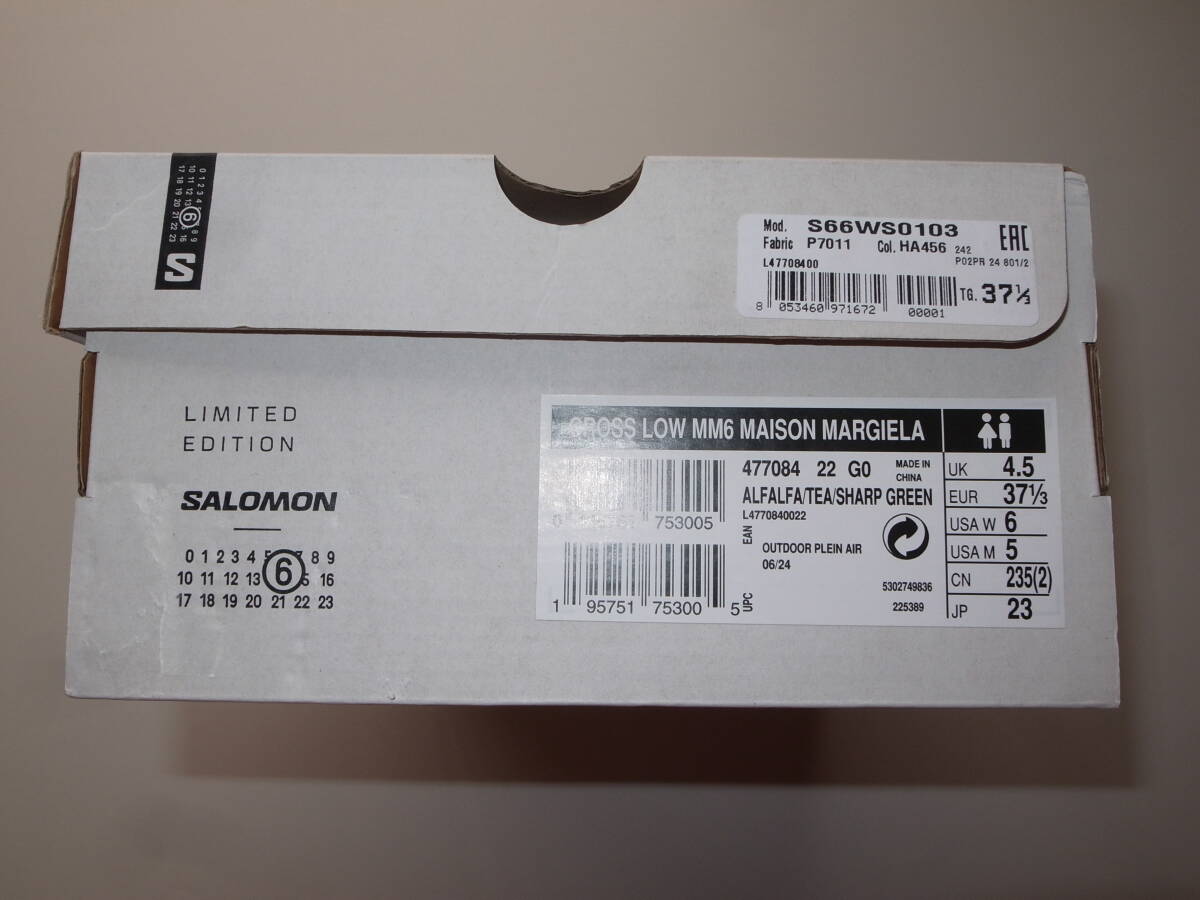 0 1 2 3 4 8 9
10 11 12 13 6 16
17 18 19 20 21 22 23
S
Mod. S66WS0103
Fabric P7011 Col. HA456 242
EAC
P02PR 24 801/2
L47708400
8 053460 971672 00001
TG. 37⅓
LIMITED
EDITION
SALOMON
0 1 2 3 4 5 8 9
10 11 12 13 6 16
17 18 19 20 21 22 23
CROSS LOW MM6 MAISON MARGIELA
477084 22 G0
MADE IN
CHINA
ALFALFA/TEA/SHARP GREEN
L4770840022
753005
EAN
OUTDOOR PLEIN AIR
06/24
5302749836
225389
1 95751 75300 5
UPC
UK 4.5
EUR 37⅓
USA W 6
USA M 5
CN 235(2)
JP 23